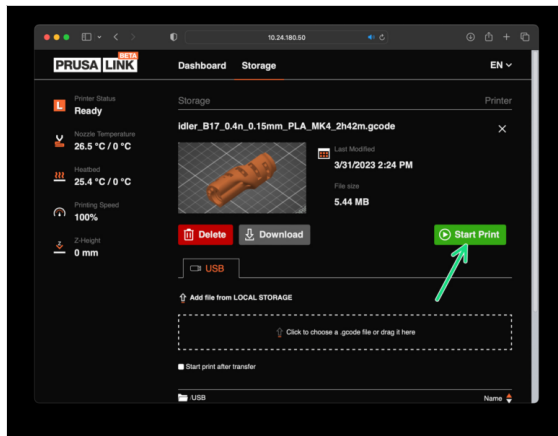 10.24.180.50
PRUSA LINK BETA
Dashboard Storage EN
Printer Status
Ready
Nozzle Temperature
26.5 °C / 0 °C
Heatbed
25.4 °C / 0 °C
Printing Speed
100%
Z-Height
0 mm
Storage Printer
idler_B17_0.4n_0.15mm_PLA_MK4_2h42m.gcode
Last Modified
3/31/2023 2:24 PM
File size
5.44 MB
Delete Download Start Print
USB
Add file from LOCAL STORAGE
Click to choose a .gcode file or drag it here
Start print after transfer
/USB Name